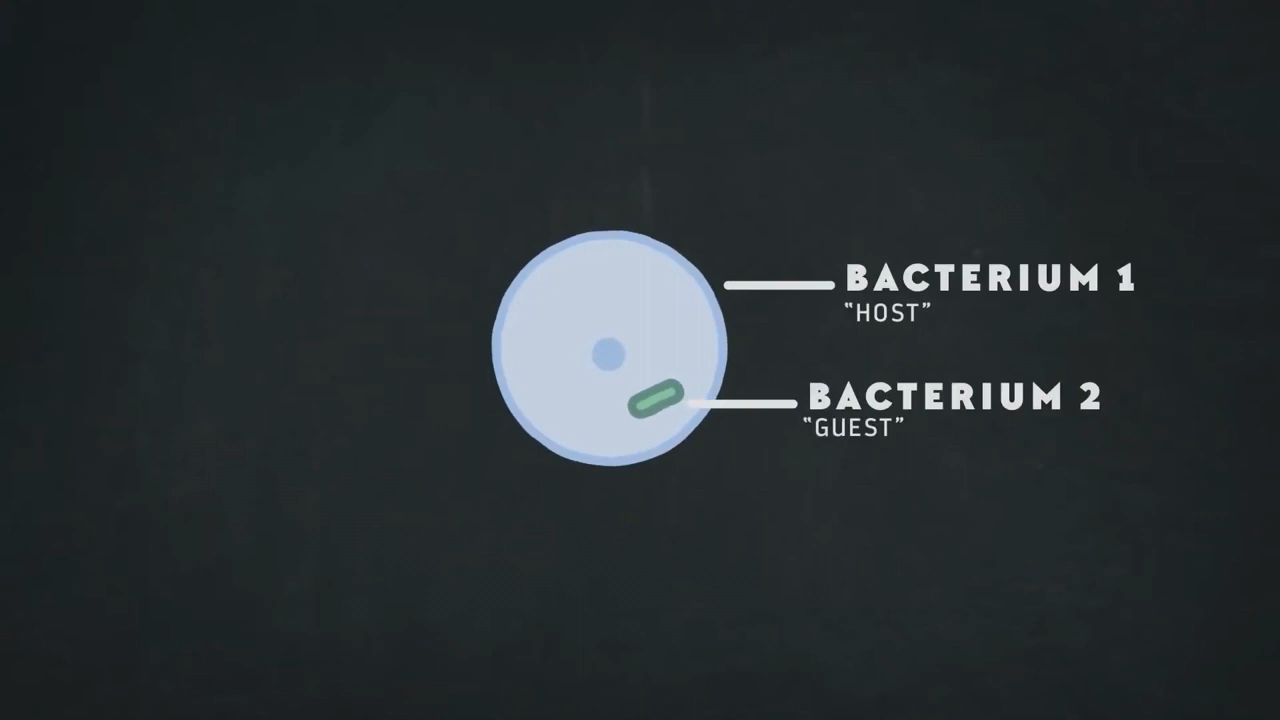 BACTERIUM 1
“HOST”
BACTERIUM 2
“GUEST”